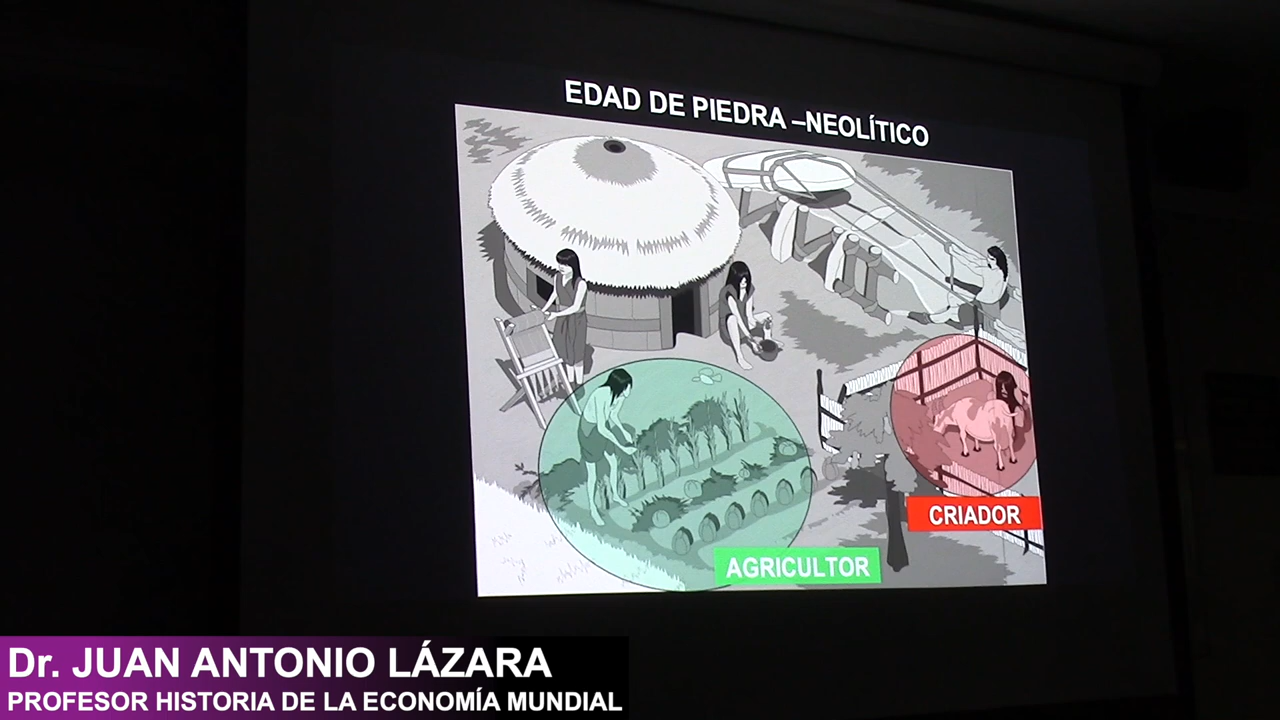 EDAD DE PIEDRA –NEOLÍTICO
CRIADOR
AGRICULTOR
Dr. JUAN ANTONIO LÁZARA
PROFESOR HISTORIA DE LA ECONOMÍA MUNDIAL